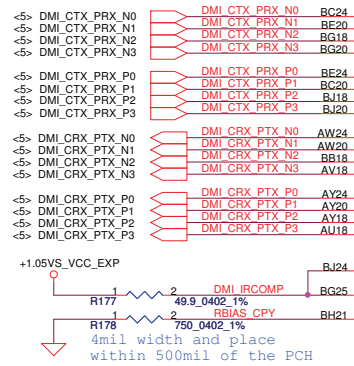 <5> DMI_CTX_PRX_N0 DMI_CTX_PRX_N0 BC24
<5> DMI_CTX_PRX_N1 DMI_CTX_PRX_N1 BE20
<5> DMI_CTX_PRX_N2 DMI_CTX_PRX_N2 BG18
<5> DMI_CTX_PRX_N3 DMI_CTX_PRX_N3 BG20
<5> DMI_CTX_PRX_P0 DMI_CTX_PRX_P0 BE24
<5> DMI_CTX_PRX_P1 DMI_CTX_PRX_P1 BC20
<5> DMI_CTX_PRX_P2 DMI_CTX_PRX_P2 BJ18
<5> DMI_CTX_PRX_P3 DMI_CTX_PRX_P3 BJ20
<5> DMI_CRX_PTX_N0 DMI_CRX_PTX_N0 AW24
<5> DMI_CRX_PTX_N1 DMI_CRX_PTX_N1 AW20
<5> DMI_CRX_PTX_N2 DMI_CRX_PTX_N2 BB18
<5> DMI_CRX_PTX_N3 DMI_CRX_PTX_N3 AV18
<5> DMI_CRX_PTX_P0 DMI_CRX_PTX_P0 AY24
<5> DMI_CRX_PTX_P1 DMI_CRX_PTX_P1 AY20
<5> DMI_CRX_PTX_P2 DMI_CRX_PTX_P2 AY18
<5> DMI_CRX_PTX_P3 DMI_CRX_PTX_P3 AU18
+1.05VS_VCC_EXP
BJ24
1 2 DMI_IRCOMP BG25
R177 49.9_0402_1%
1 2 RBIAS_CPY BH21
R178 750_0402_1%
4mil width and place
within 500mil of the PCH